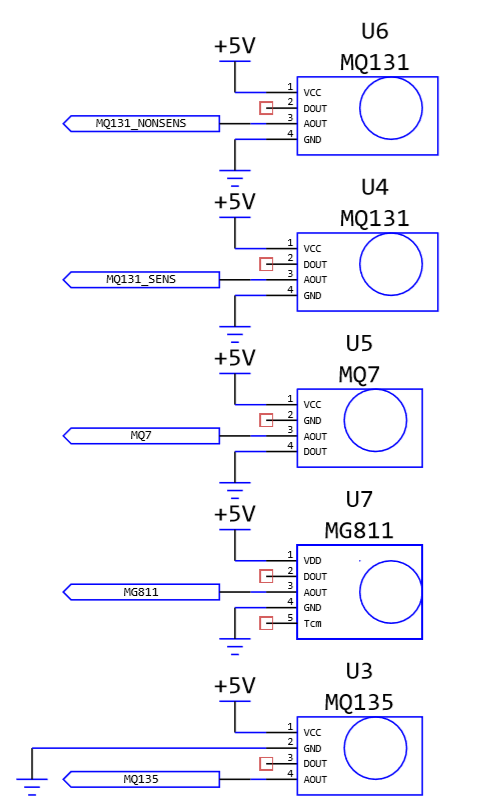 U6
+5V
MQ131
1 VCC
2 DOUT
MQ131_NONSENS 3 AOUT
4 GND
U4
+5V
MQ131
1 VCC
2 DOUT
MQ131_SENS 3 AOUT
4 GND
U5
+5V
MQ7
1 VCC
2 GND
MQ7 3 AOUT
4 DOUT
U7
+5V
MG811
1 VDD
2 DOUT
MG811 3 AOUT
4 GND
5 Tcm
U3
+5V
MQ135
1 VCC
2 GND
3 DOUT
MQ135 4 AOUT